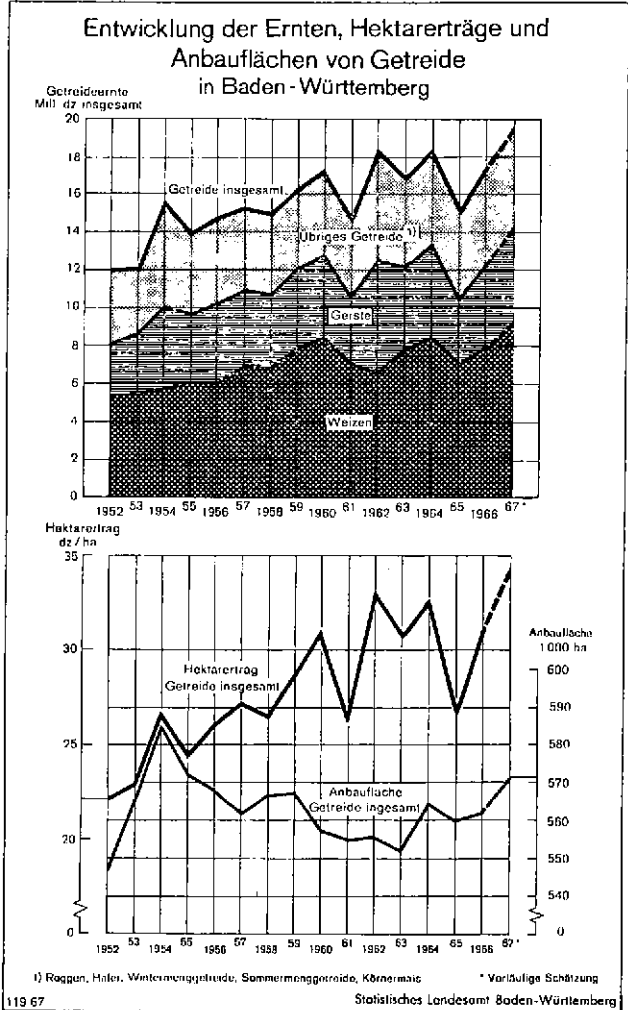 Entwicklung der Ernten, Hektarerträge und
Anbauflächen von Getreide
in Baden-Württemberg
Getreideernte
Mill. dz insgesamt
20
18
16
14
12
10
8
6
4
2
0
Getreide insgesamt
Übriges Getreide 1)
Gerste
Weizen
1952 53 1954 55 1956 57 1958 59 1960 61 1962 63 1964 65 1966 67*
Hektarertrag
dz/ha
35
30
25
20
0
Anbaufläche
1000 ha
600
590
580
570
560
550
540
0
Hektarertrag
Getreide insgesamt
Anbaufläche
Getreide ingesamt
1952 53 1954 55 1956 57 1958 59 1960 61 1962 63 1964 65 1966 67*
1) Roggen, Hafer, Wintermenggetreide, Sommermenggetreide, Körnermais * Vorläufige Schätzung
119 67 Statistisches Landesamt Baden-Württemberg